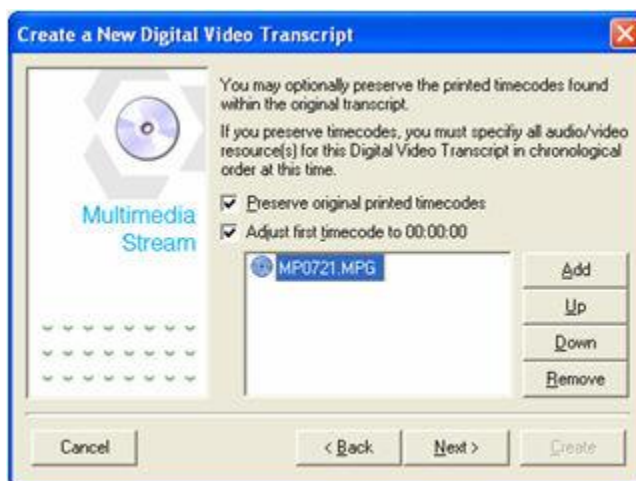 Create a New Digital Video Transcript
You may optionally preserve the printed timecodes found
within the original transcript.
If you preserve timecodes, you must specifiy all audio/video
resource(s) for this Digital Video Transcript in chronological
order at this time.
Preserve original printed timecodes
Adjust first timecode to 00:00:00
Multimedia
Stream
MP0721.MPG
Add
Up
Down
Remove
Cancel
< Back
Next >
Create